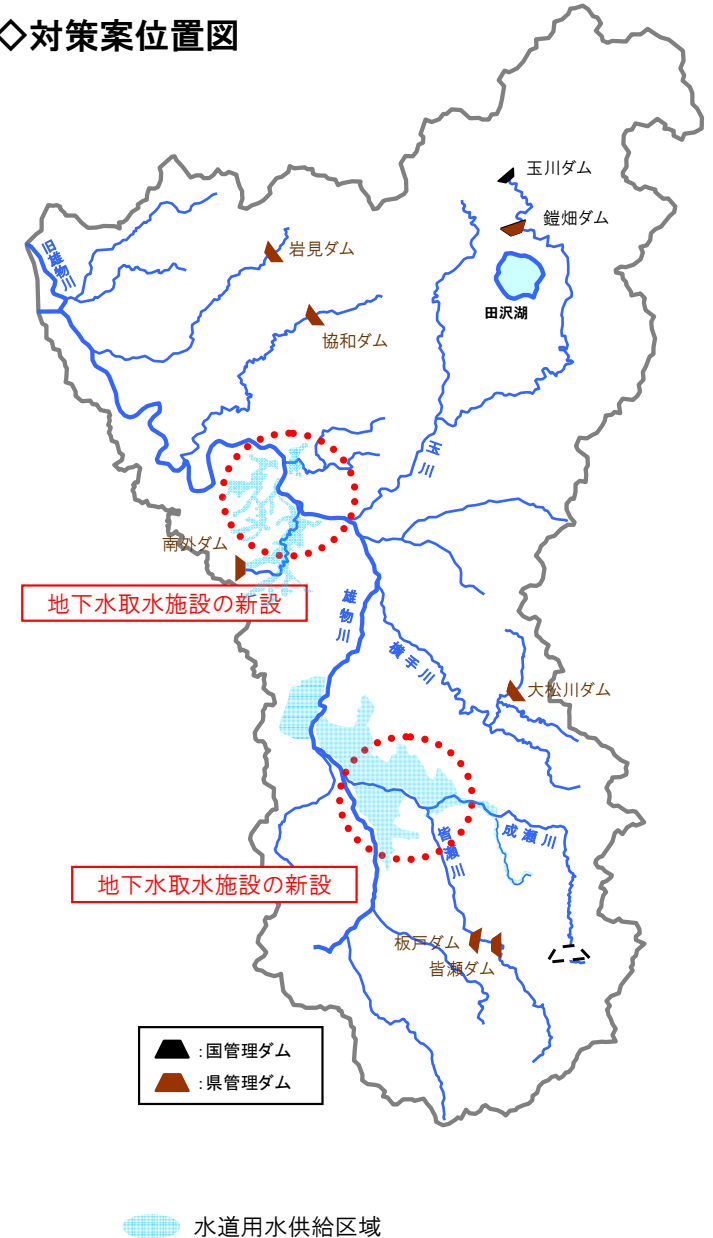 ◇対策案位置図
玉川ダム
鎧畑ダム
旧雄物川
岩見ダム
田沢湖
協和ダム
玉川
南外ダム
地下水取水施設の新設
雄物川
横手川
大松川ダム
成瀬川
皆瀬川
地下水取水施設の新設
板戸ダム
皆瀬ダム
:国管理ダム
:県管理ダム
水道用水供給区域